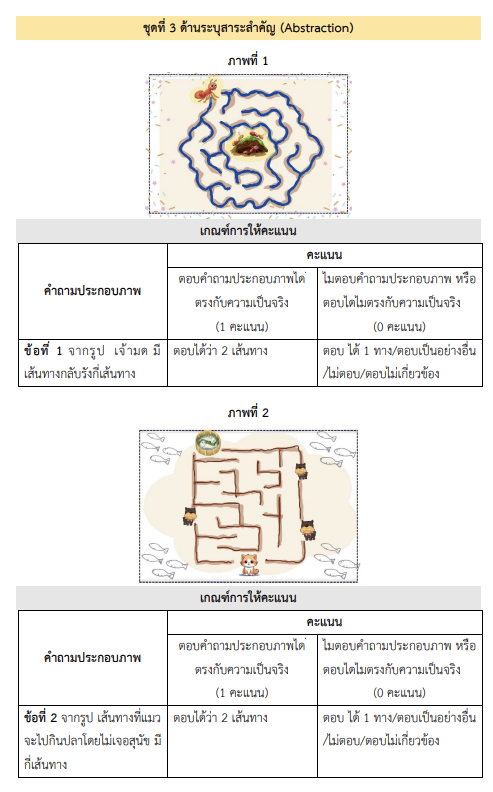 ชุดที่ 3 ด้านระบุสาระสำคัญ (Abstraction)
ภาพที่ 1
เกณฑ์การให้คะแนน
คำถามประกอบภาพ
คะแนน
ตอบคำถามประกอบภาพได้
ตรงกับความเป็นจริง
(1 คะแนน)
ไม่ตอบคำถามประกอบภาพ หรือ
ตอบได้ไม่ตรงกับความเป็นจริง
(0 คะแนน)
ข้อที่ 1 จากรูป เจ้ามด มี
เส้นทางกลับรังกี่เส้นทาง
ตอบได้ว่า 2 เส้นทาง
ตอบ ได้ 1 ทาง/ตอบเป็นอย่างอื่น
/ไม่ตอบ/ตอบไม่เกี่ยวข้อง
ภาพที่ 2
เกณฑ์การให้คะแนน
คำถามประกอบภาพ
คะแนน
ตอบคำถามประกอบภาพได้
ตรงกับความเป็นจริง
(1 คะแนน)
ไม่ตอบคำถามประกอบภาพ หรือ
ตอบได้ไม่ตรงกับความเป็นจริง
(0 คะแนน)
ข้อที่ 2 จากรูป เส้นทางที่แมว
จะไปกินปลาโดยไม่เจอสุนัข มี
กี่เส้นทาง
ตอบได้ว่า 2 เส้นทาง
ตอบ ได้ 1 ทาง/ตอบเป็นอย่างอื่น
/ไม่ตอบ/ตอบไม่เกี่ยวข้อง